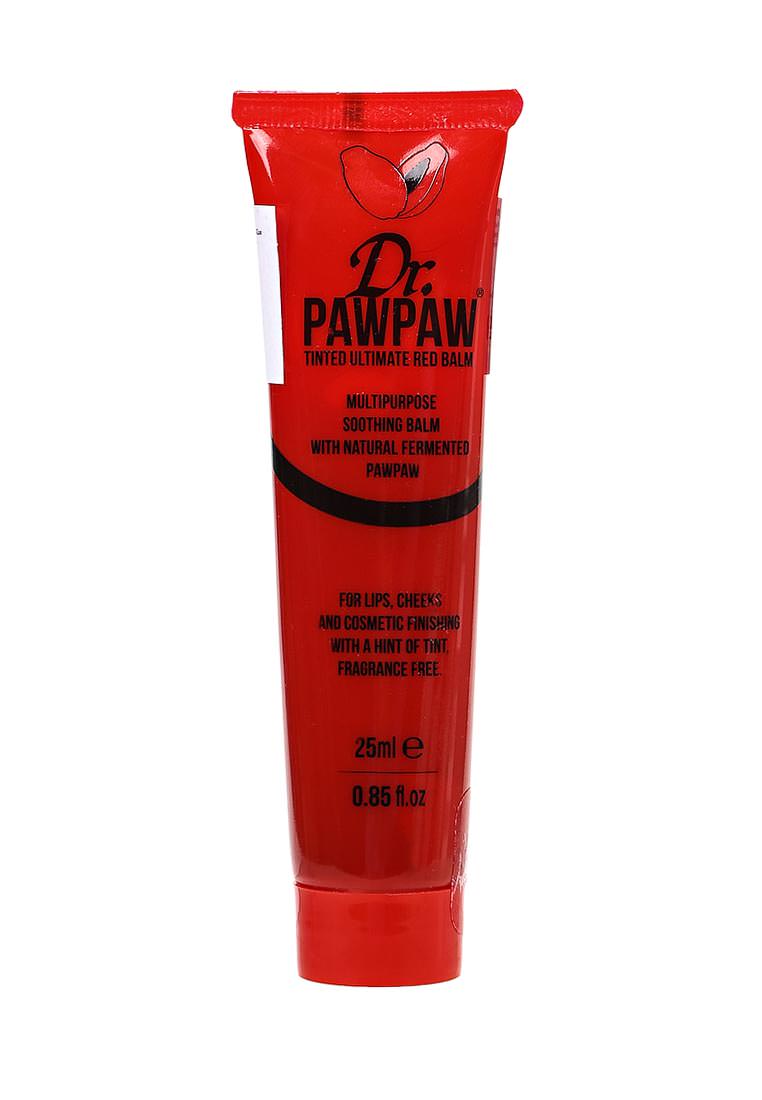 Dr.
PAWPAW®
TINTED ULTIMATE RED BALM
MULTIPURPOSE
SOOTHING BALM
WITH NATURAL FERMENTED
PAWPAW
FOR LIPS, CHEEKS
AND COSMETIC FINISHING
WITH A HINT OF TINT.
FRAGRANCE FREE.
25ml ℮
0.85 fl.oz